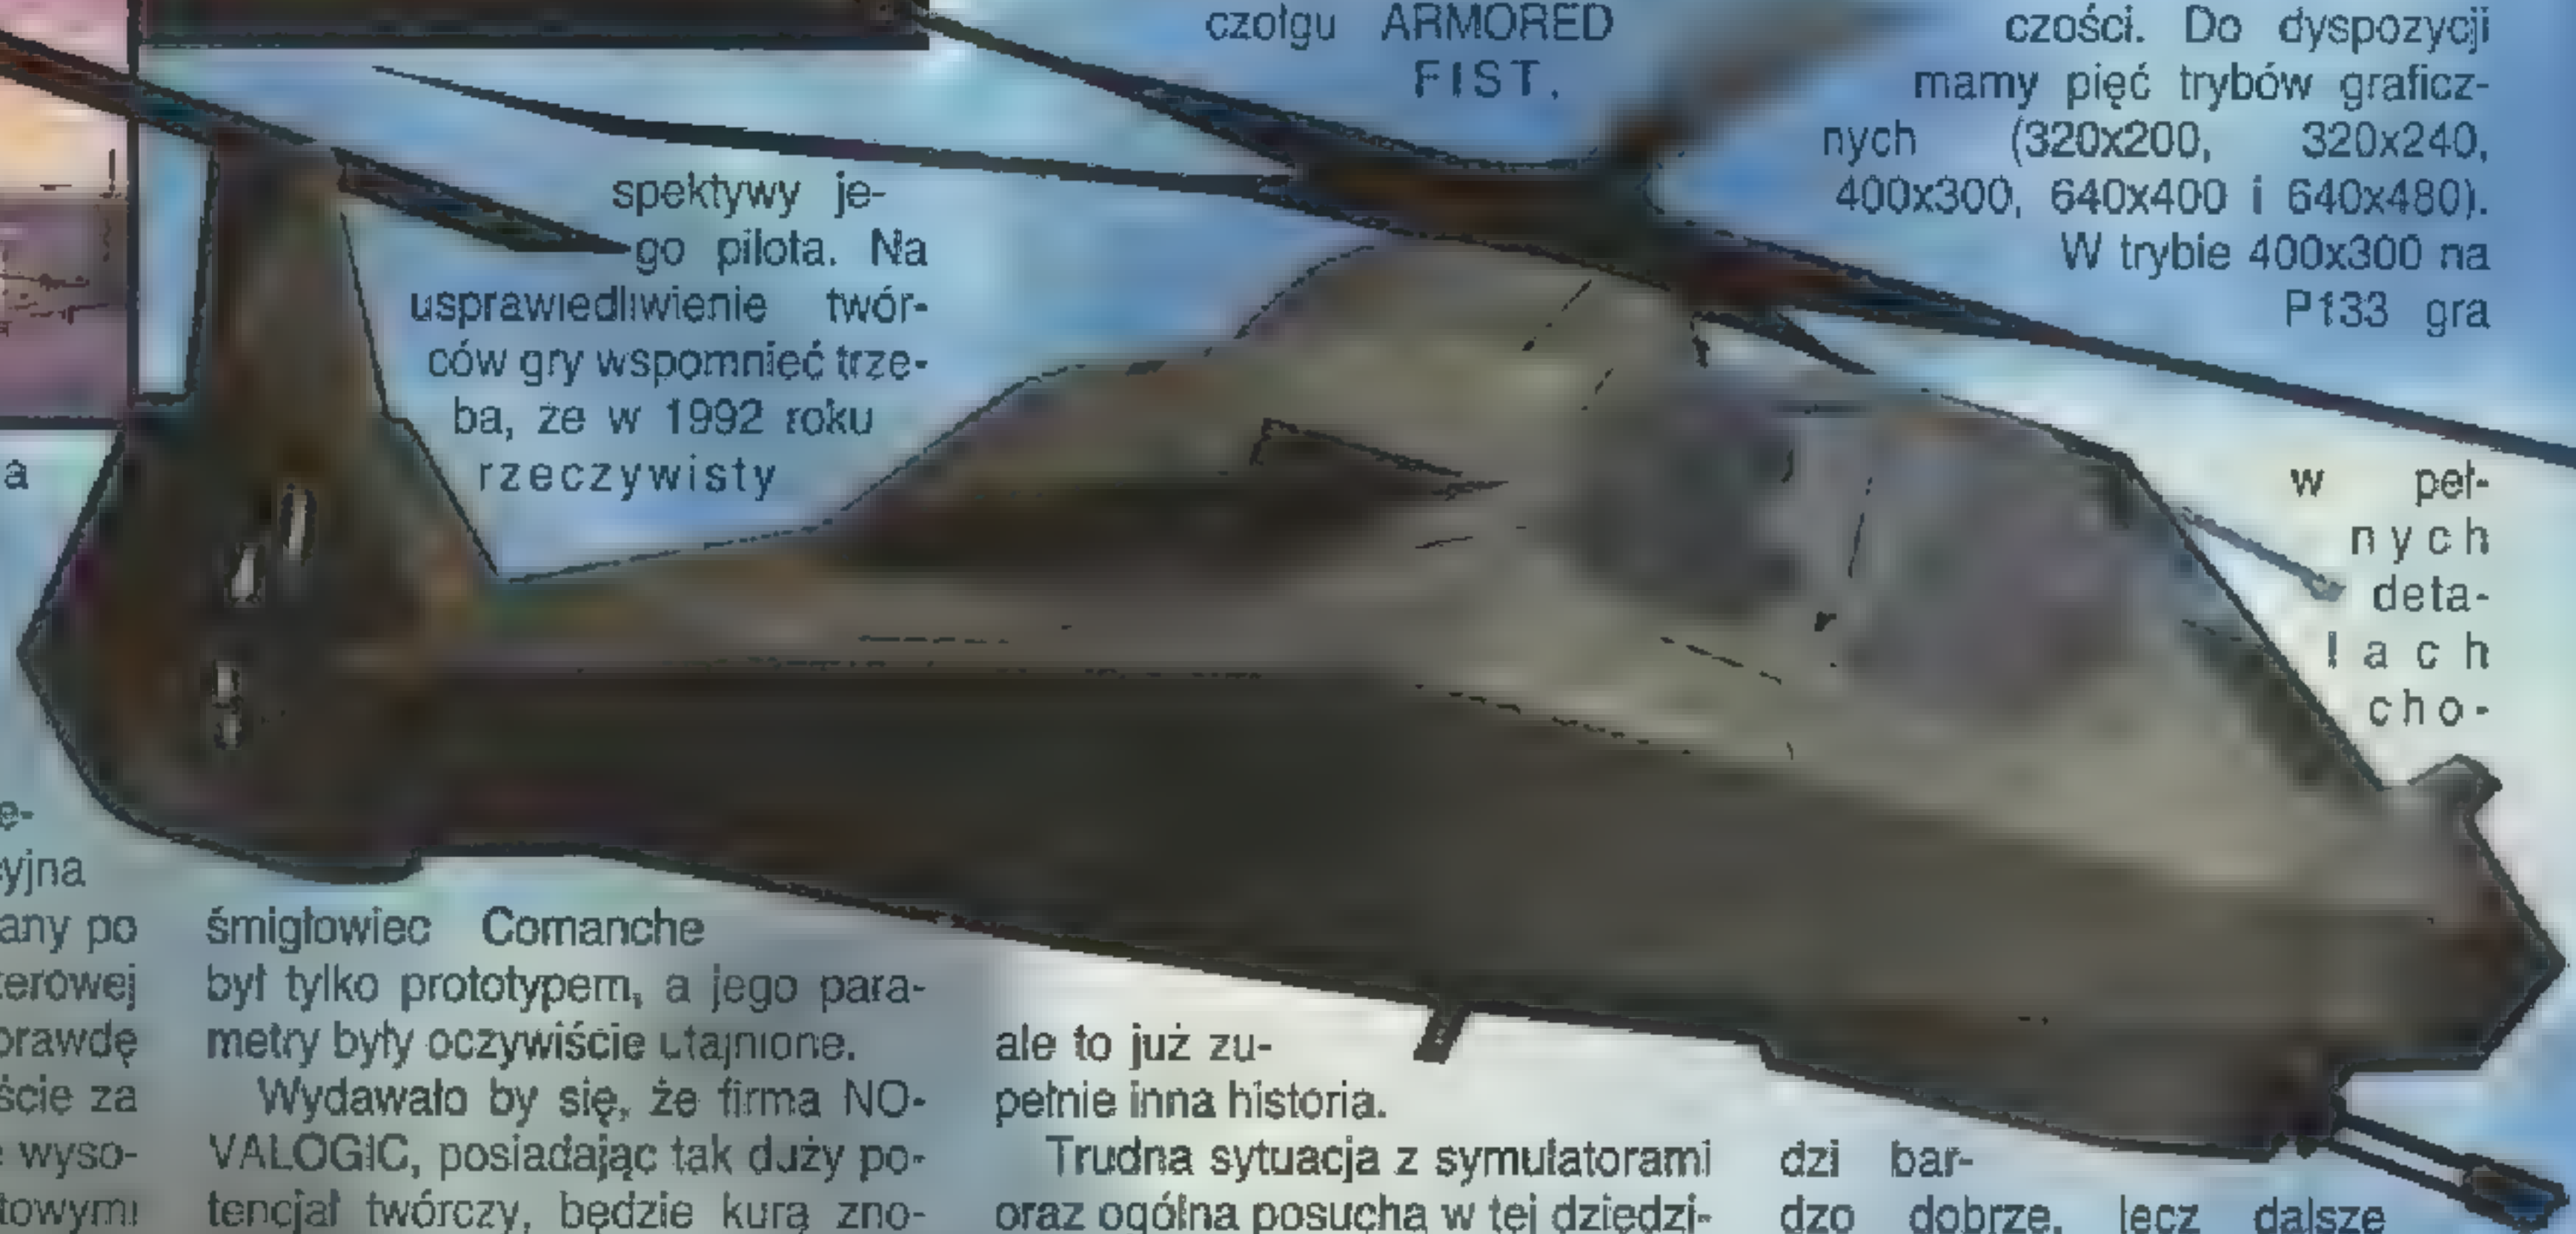 a
e-
yjna
any po
terowej
prawdę
ście za
wyso-
towymi
spektywy je-
go pilota. Na
usprawiedliwienie twór-
ców gry wspomnieć trze-
ba, że w 1992 roku
rzeczywisty
śmigłowiec Comanche
był tylko prototypem, a jego para-
metry były oczywiście utajnione.
Wydawało by się, że firma NO-
VALOGIC, posiadając tak duży po-
tencjał twórczy, będzie kurą zno-
czołgu ARMORED
FIST,
ale to już zu-
pełnie inna historia.
Trudna sytuacja z symulatorami
oraz ogólna posucha w tej dziedzi-
czości. Do dyspozycji
mamy pięć trybów graficz-
nych (320x200, 320x240,
400x300, 640x400 i 640x480).
W trybie 400x300 na
P133 gra
w peł-
nych
deta-
lach
cho-
dzi bar-
dzo dobrze, lecz dalsze